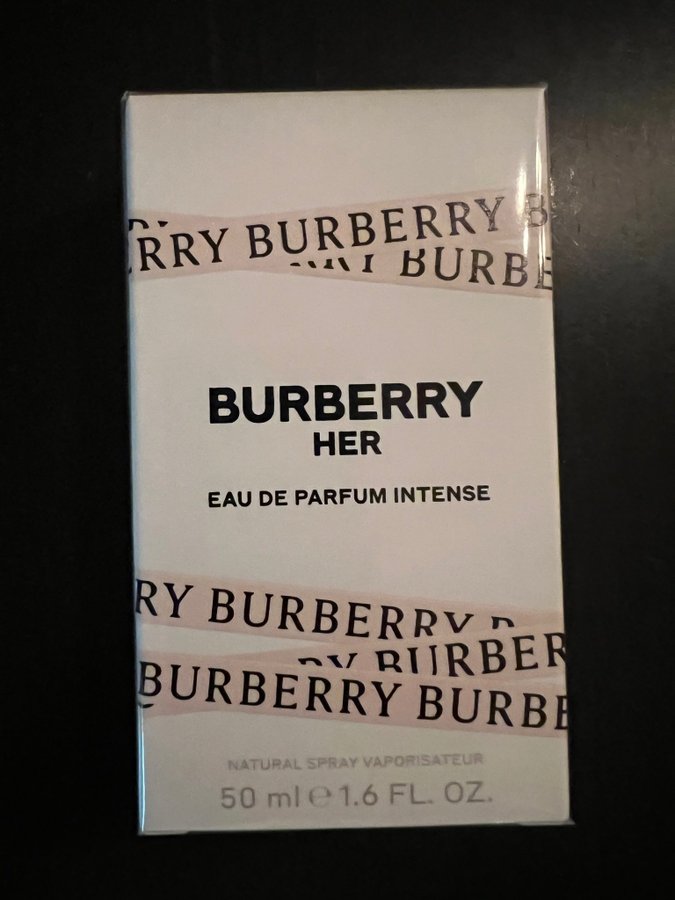 RRY BURBERRY B
BURBE
BURBERRY
HER
EAU DE PARFUM INTENSE
RY BURBERRY
BURBER
BURBERRY BURBE
NATURAL SPRAY VAPORISATEUR
50 ml ℮ 1.6 FL. OZ.